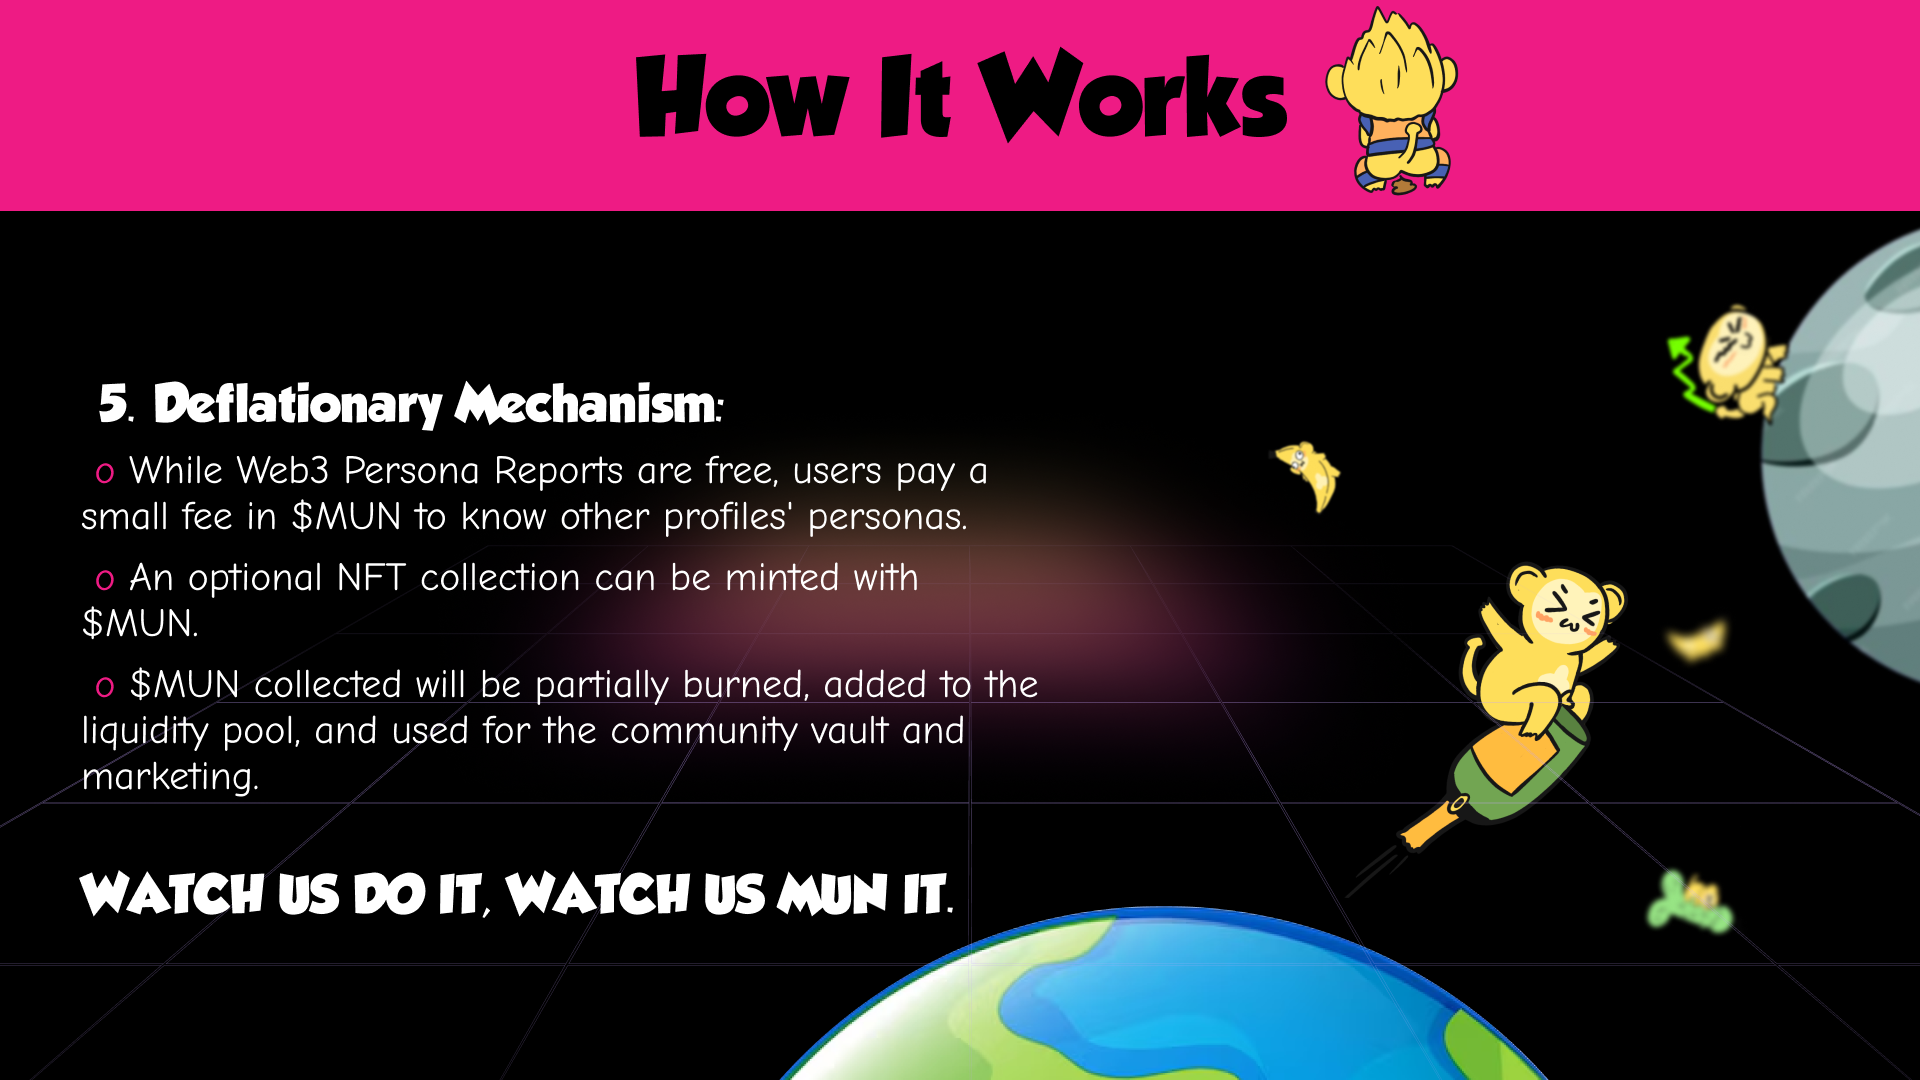 How It Works
5. Deflationary Mechanism:
o While Web3 Persona Reports are free, users pay a
small fee in $MUN to know other profiles' personas.
o An optional NFT collection can be minted with
$MUN.
o $MUN collected will be partially burned, added to the
liquidity pool, and used for the community vault and
marketing.
WATCH US DO IT, WATCH US MUN IT.